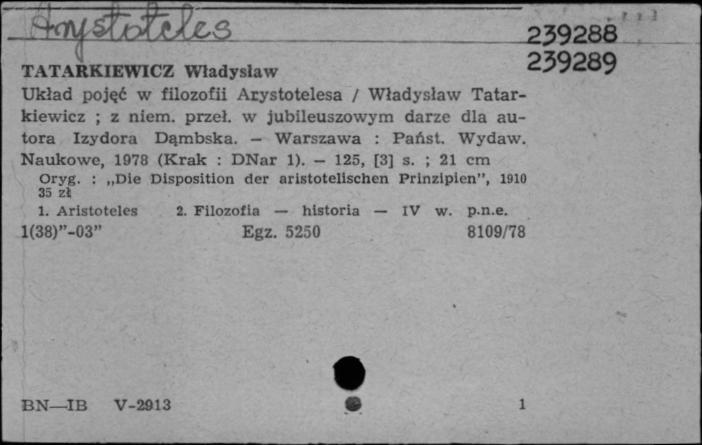 Arystoteles
239288
239289
TATARKIEWICZ Władysław
Układ pojęć w filozofii Arystotelesa / Władysław Tatar-
kiewicz ; z niem. przeł. w jubileuszowym darze dla au-
tora Izydora Dąmbska. — Warszawa : Państ. Wydaw.
Naukowe, 1978 (Krak : DNar 1). — 125, [3] s. ; 21 cm
Oryg. : „Die Disposition der aristotelischen Prinzipien”, 1910
35 zł
1. Aristoteles 2. Filozofia — historia — IV w. p.n.e.
1(38)”-03” Egz. 5250 8109/78
BN—IB V-2913 1